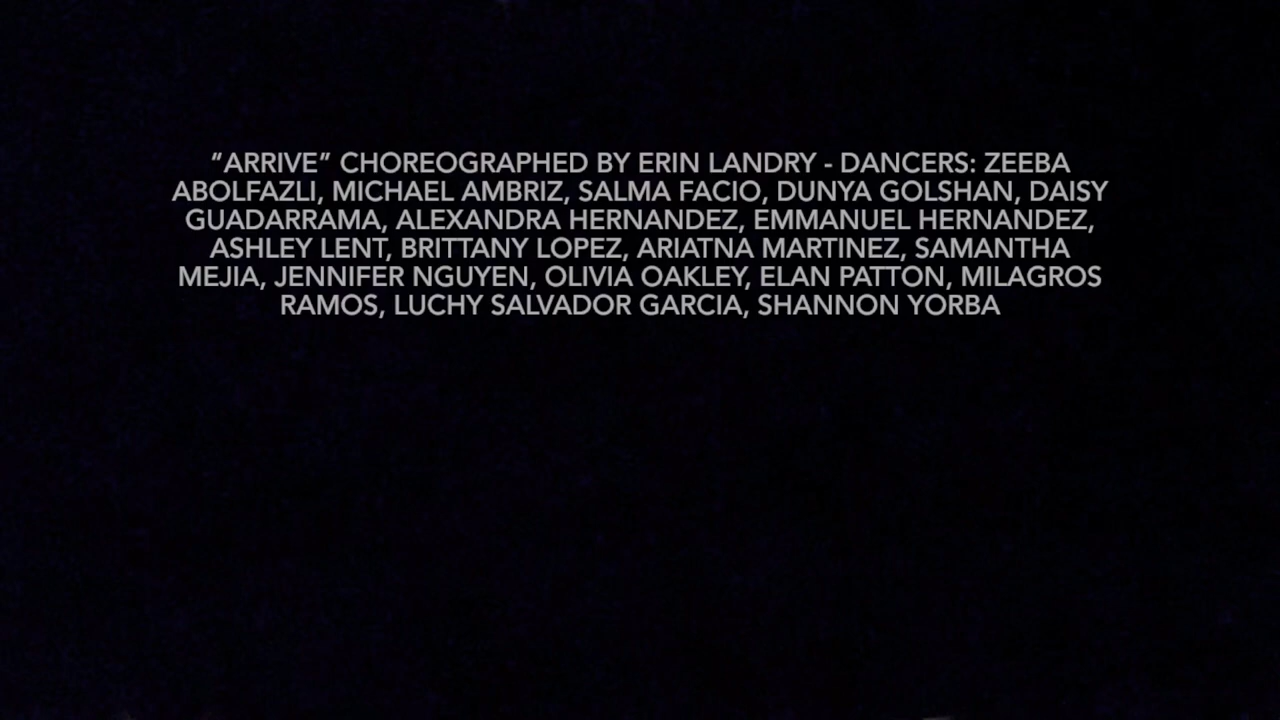 “ARRIVE” CHOREOGRAPHED BY ERIN LANDRY - DANCERS: ZEEBA
ABOLFAZLI, MICHAEL AMBRIZ, SALMA FACIO, DUNYA GOLSHAN, DAISY
GUADARRAMA, ALEXANDRA HERNANDEZ, EMMANUEL HERNANDEZ,
ASHLEY LENT, BRITTANY LOPEZ, ARIATNA MARTINEZ, SAMANTHA
MEJIA, JENNIFER NGUYEN, OLIVIA OAKLEY, ELAN PATTON, MILAGROS
RAMOS, LUCHY SALVADOR GARCIA, SHANNON YORBA